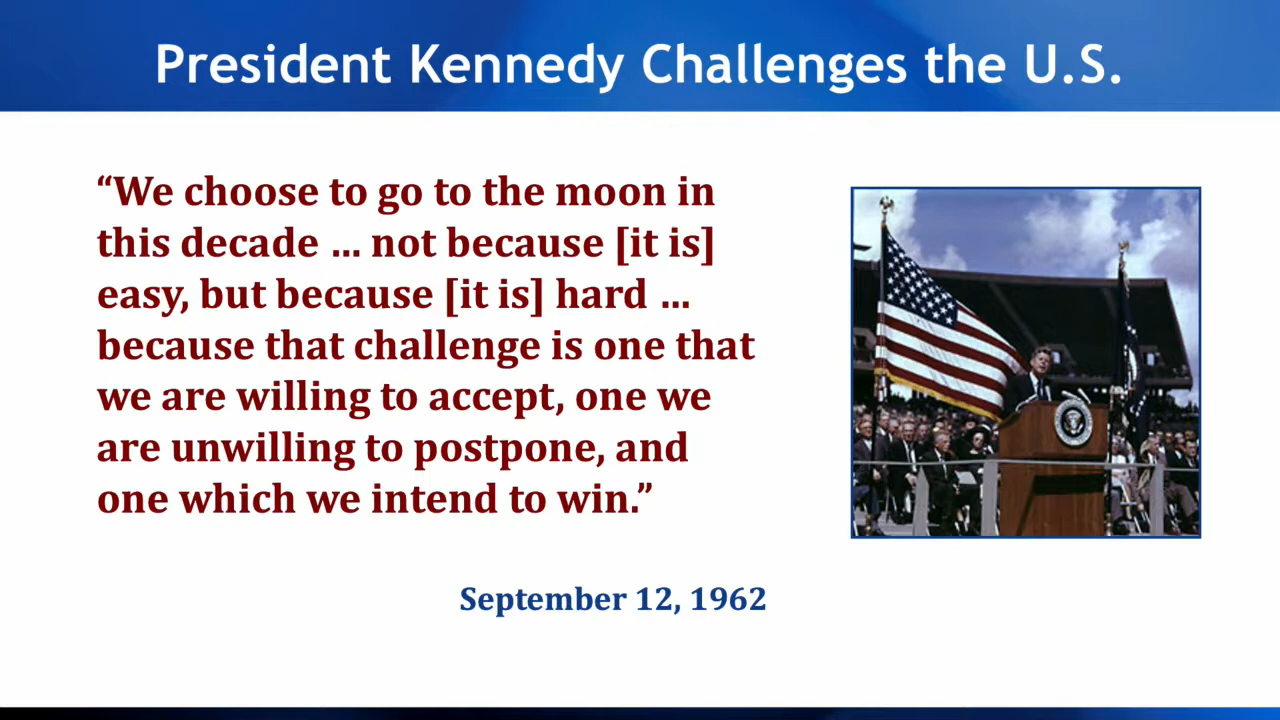 President Kennedy Challenges the U.S.
“We choose to go to the moon in
this decade … not because [it is]
easy, but because [it is] hard …
because that challenge is one that
we are willing to accept, one we
are unwilling to postpone, and
one which we intend to win.”
September 12, 1962